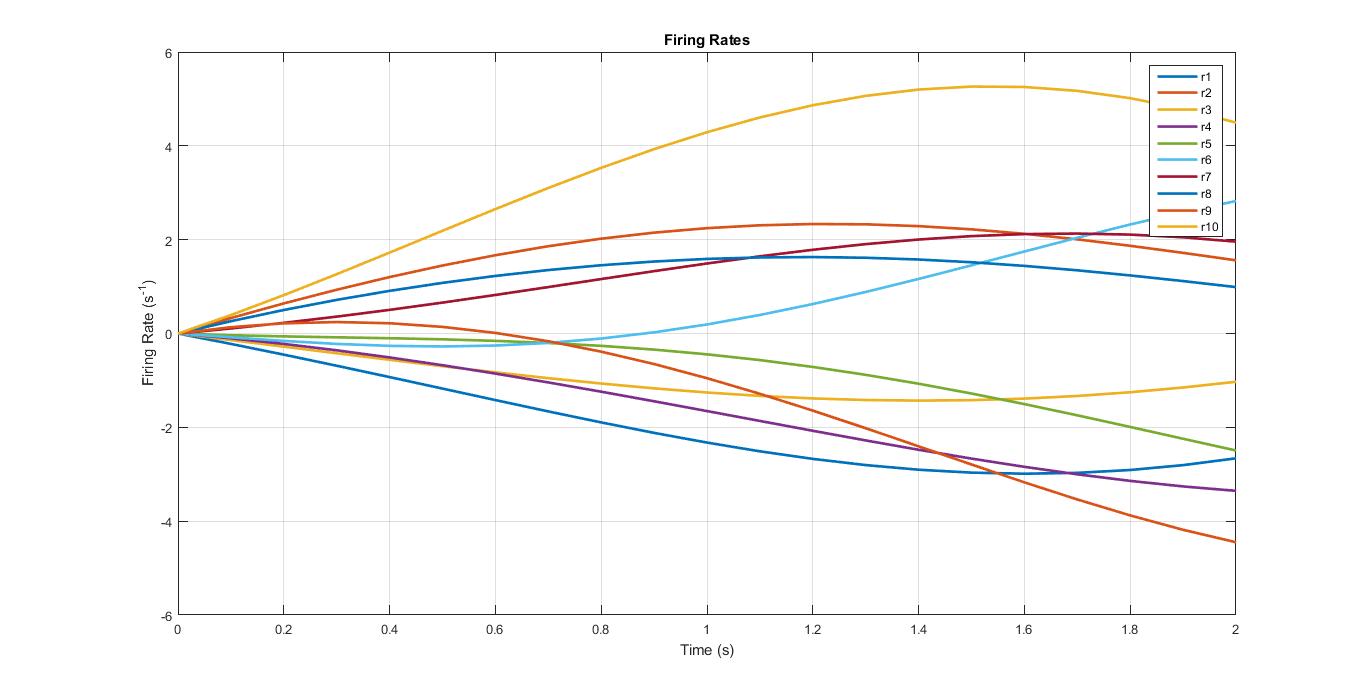 Firing Rates
6
4
2
0
-2
-4
-6
Firing Rate (s-1)
r1
r2
r3
r4
r5
r6
r7
r8
r9
r10
0 0.2 0.4 0.6 0.8 1 1.2 1.4 1.6 1.8 2
Time (s)